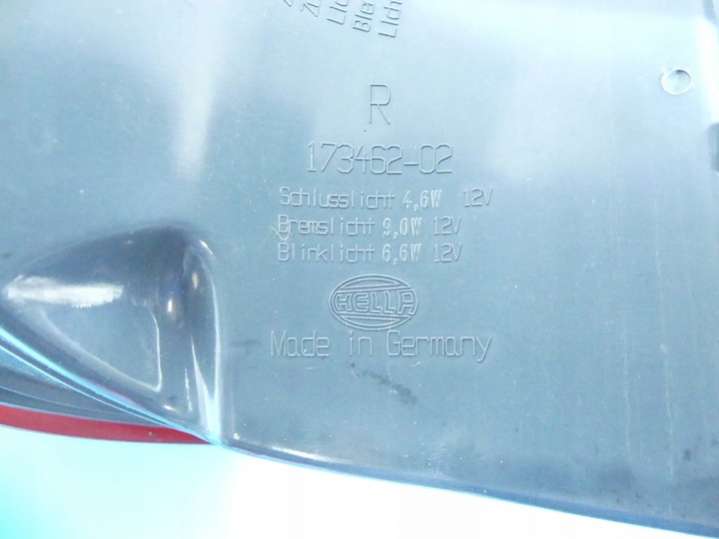 R
173462-02
Schlusslicht 4,6W 12V
Bremslicht 9,0W 12V
Blinklicht 6,6W 12V
HELLA
Made in Germany